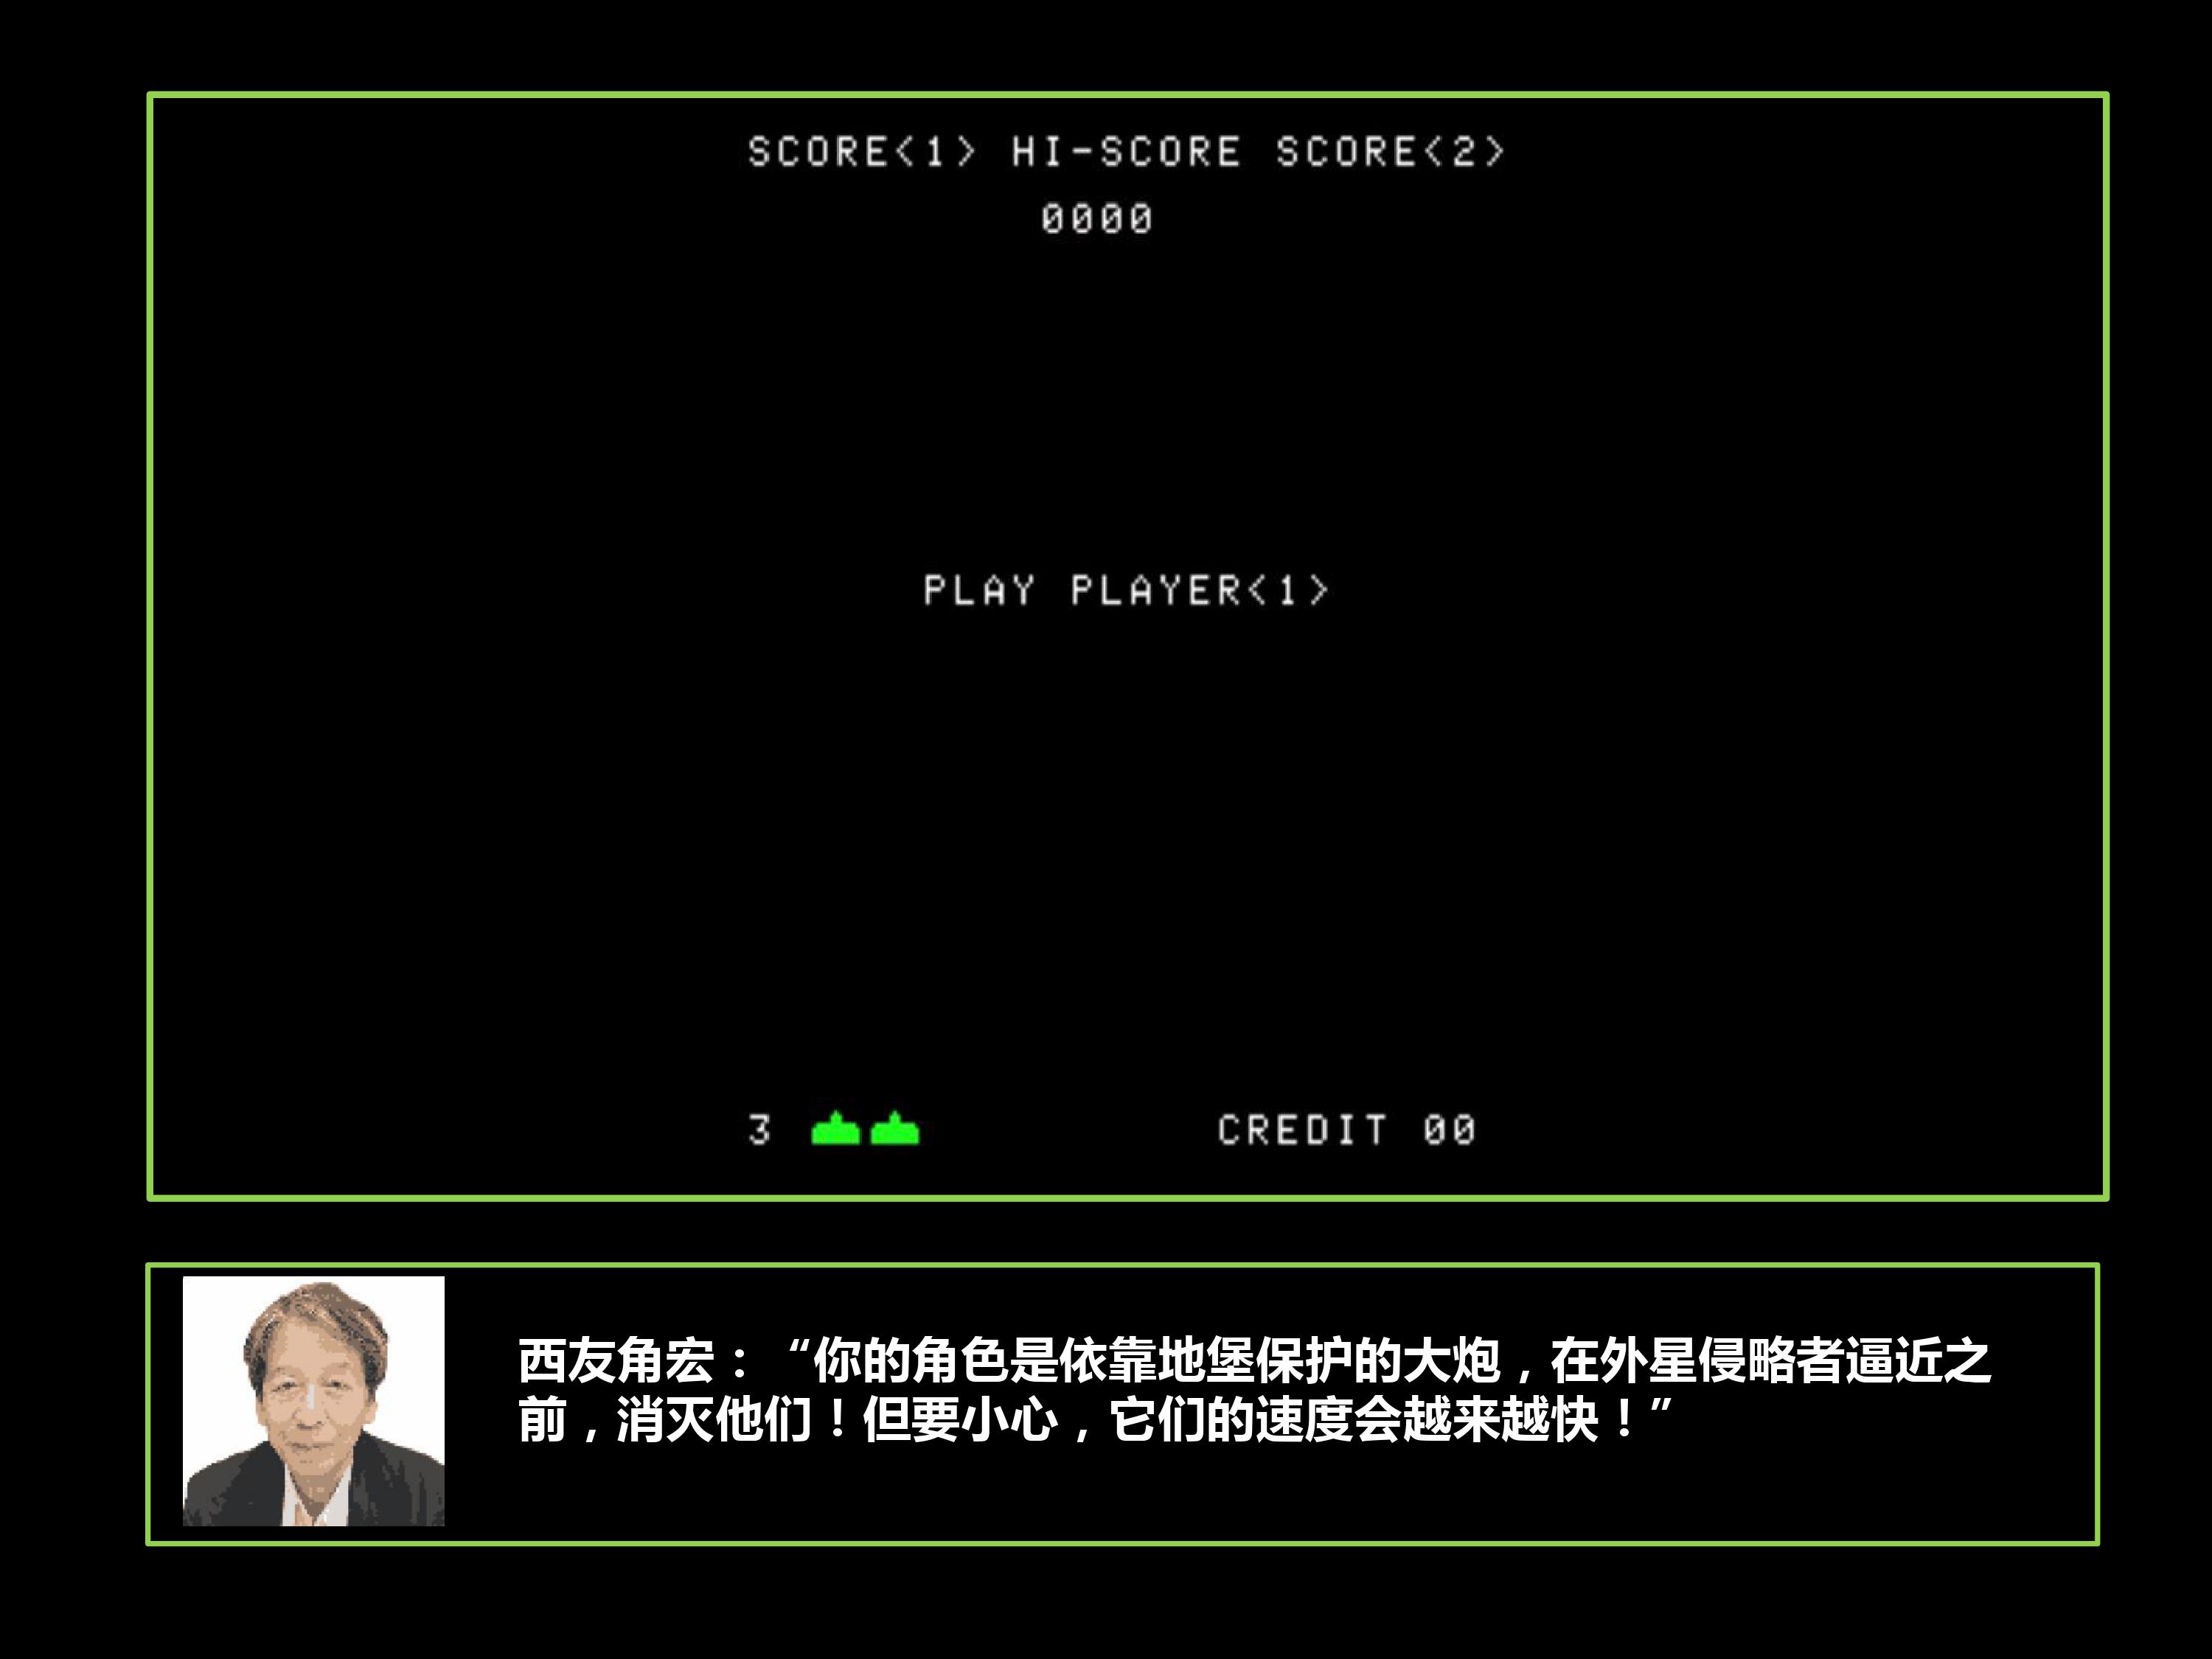 SCORE<1> HI-SCORE SCORE<2>
0000
PLAY PLAYER<1>
3 CREDIT 00
西友角宏：“你的角色是依靠地堡保护的大炮，在外星侵略者逼近之
前，消灭他们！但要小心，它们的速度会越来越快！”